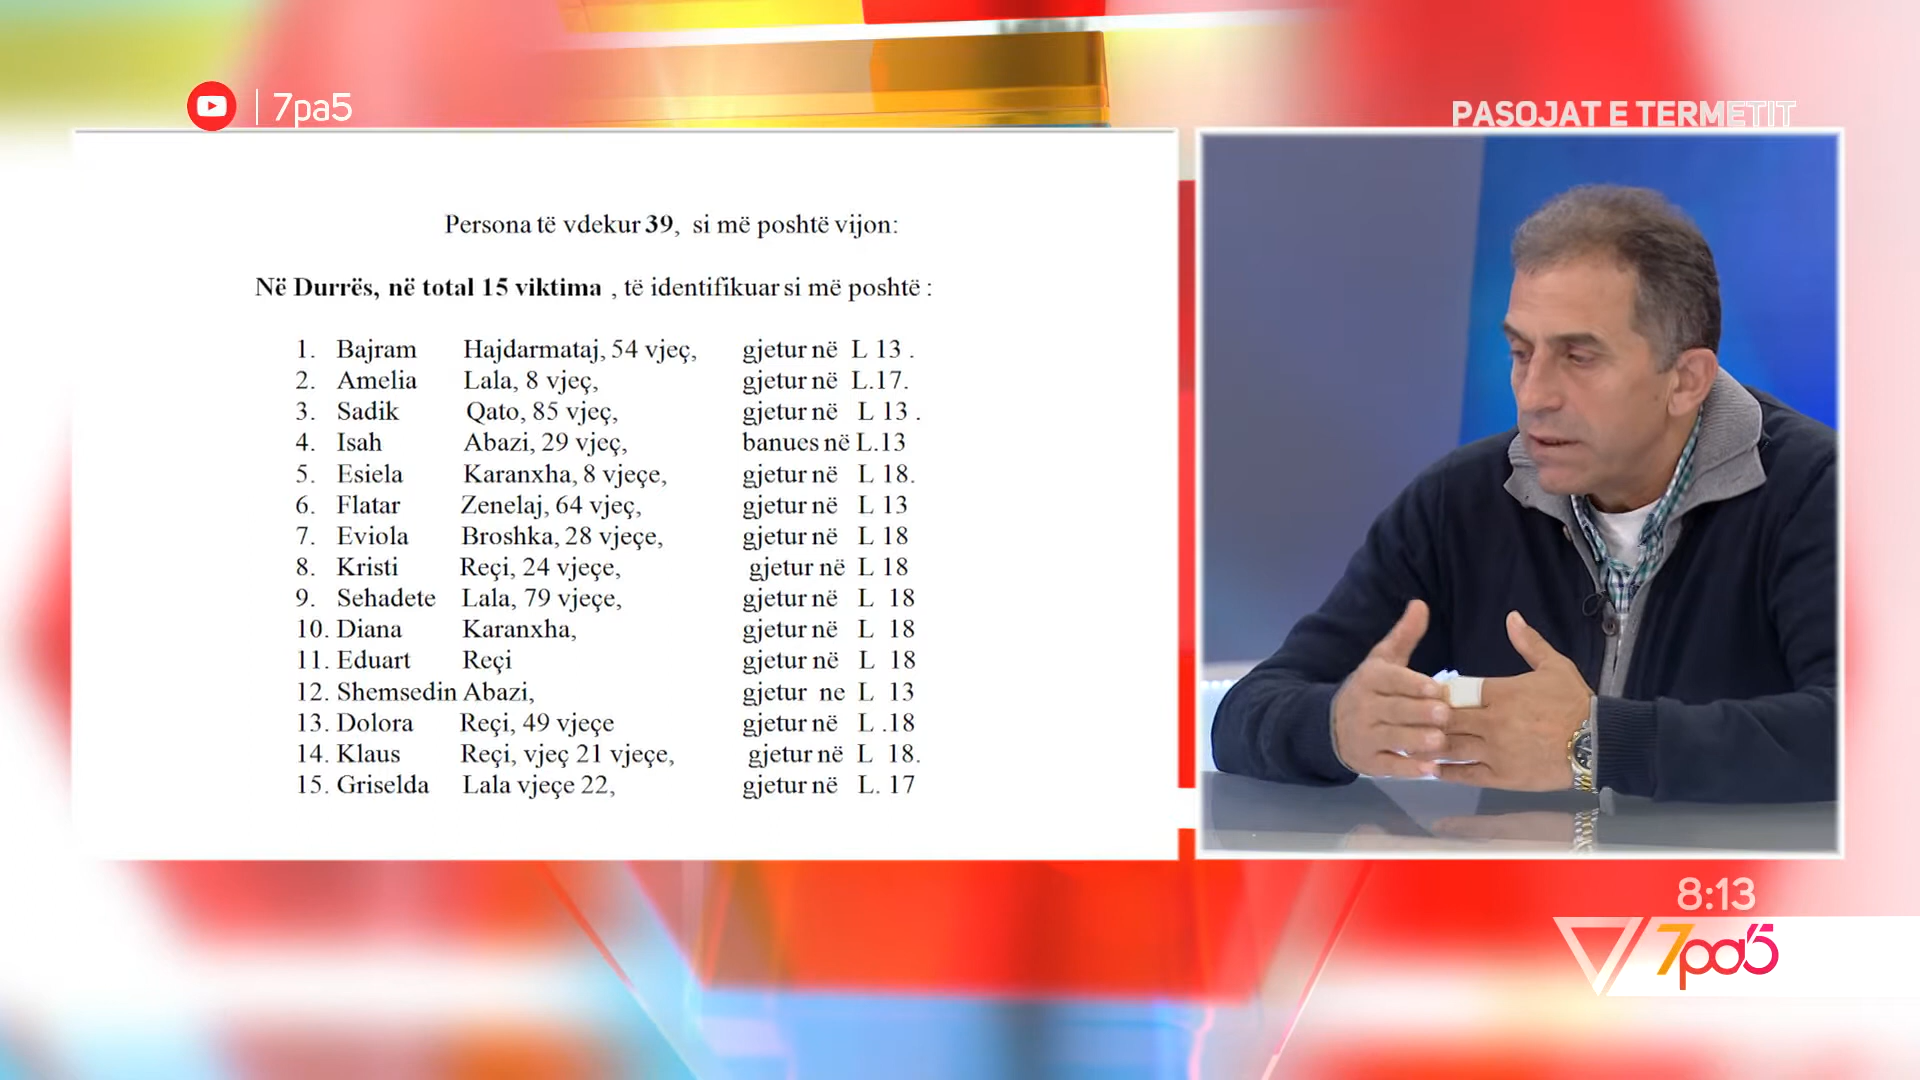 7pa5
PASOJAT E TERMETIT
Persona të vdekur 39, si më poshtë vijon:
Në Durrës, në total 15 viktima , të identifikuar si më poshtë :
1. Bajram Hajdarmataj, 54 vjeç, gjetur në L 13 .
2. Amelia Lala, 8 vjeç, gjetur në L.17.
3. Sadik Qato, 85 vjeç, gjetur në L 13 .
4. Isah Abazi, 29 vjeç, banues në L.13
5. Esiela Karanxha, 8 vjeçe, gjetur në L 18.
6. Flatar Zenelaj, 64 vjeç, gjetur në L 13
7. Eviola Broshka, 28 vjeçe, gjetur në L 18
8. Kristi Reçi, 24 vjeçe, gjetur në L 18
9. Sehadete Lala, 79 vjeçe, gjetur në L 18
10. Diana Karanxha, gjetur në L 18
11. Eduart Reçi gjetur në L 18
12. Shemsedin Abazi, gjetur ne L 13
13. Dolora Reçi, 49 vjeçe gjetur në L .18
14. Klaus Reçi, vjeç 21 vjeçe, gjetur në L 18.
15. Griselda Lala vjeçe 22, gjetur në L. 17
8:13
7pa5